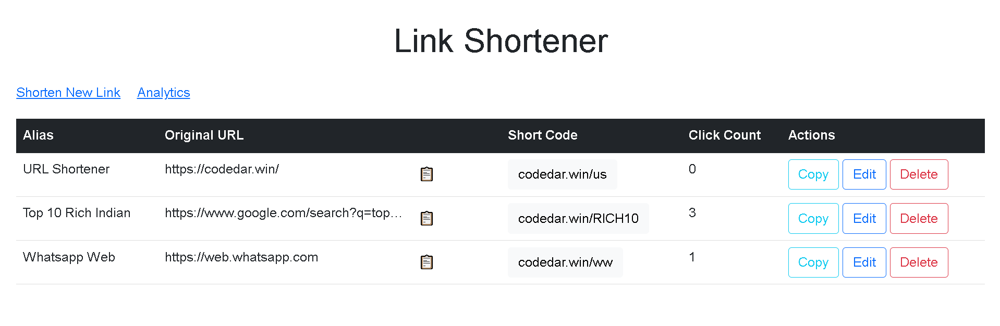 Link Shortener
Shorten New Link Analytics
Alias Original URL Short Code Click Count Actions
URL Shortener https://codedar.win/ codedar.win/us 0 Copy Edit Delete
Top 10 Rich Indian https://www.google.com/search?q=top... codedar.win/RICH10 3 Copy Edit Delete
Whatsapp Web https://web.whatsapp.com codedar.win/ww 1 Copy Edit Delete